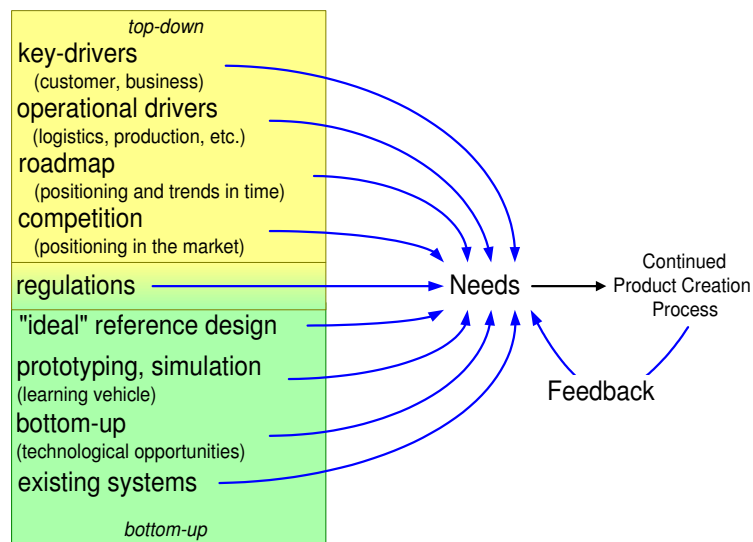 top-down
key-drivers
(customer, business)
operational drivers
(logistics, production, etc.)
roadmap
(positioning and trends in time)
competition
(positioning in the market)
regulations
"ideal" reference design
prototyping, simulation
(learning vehicle)
bottom-up
(technological opportunities)
existing systems
bottom-up
Needs
Continued
Product Creation
Process
Feedback